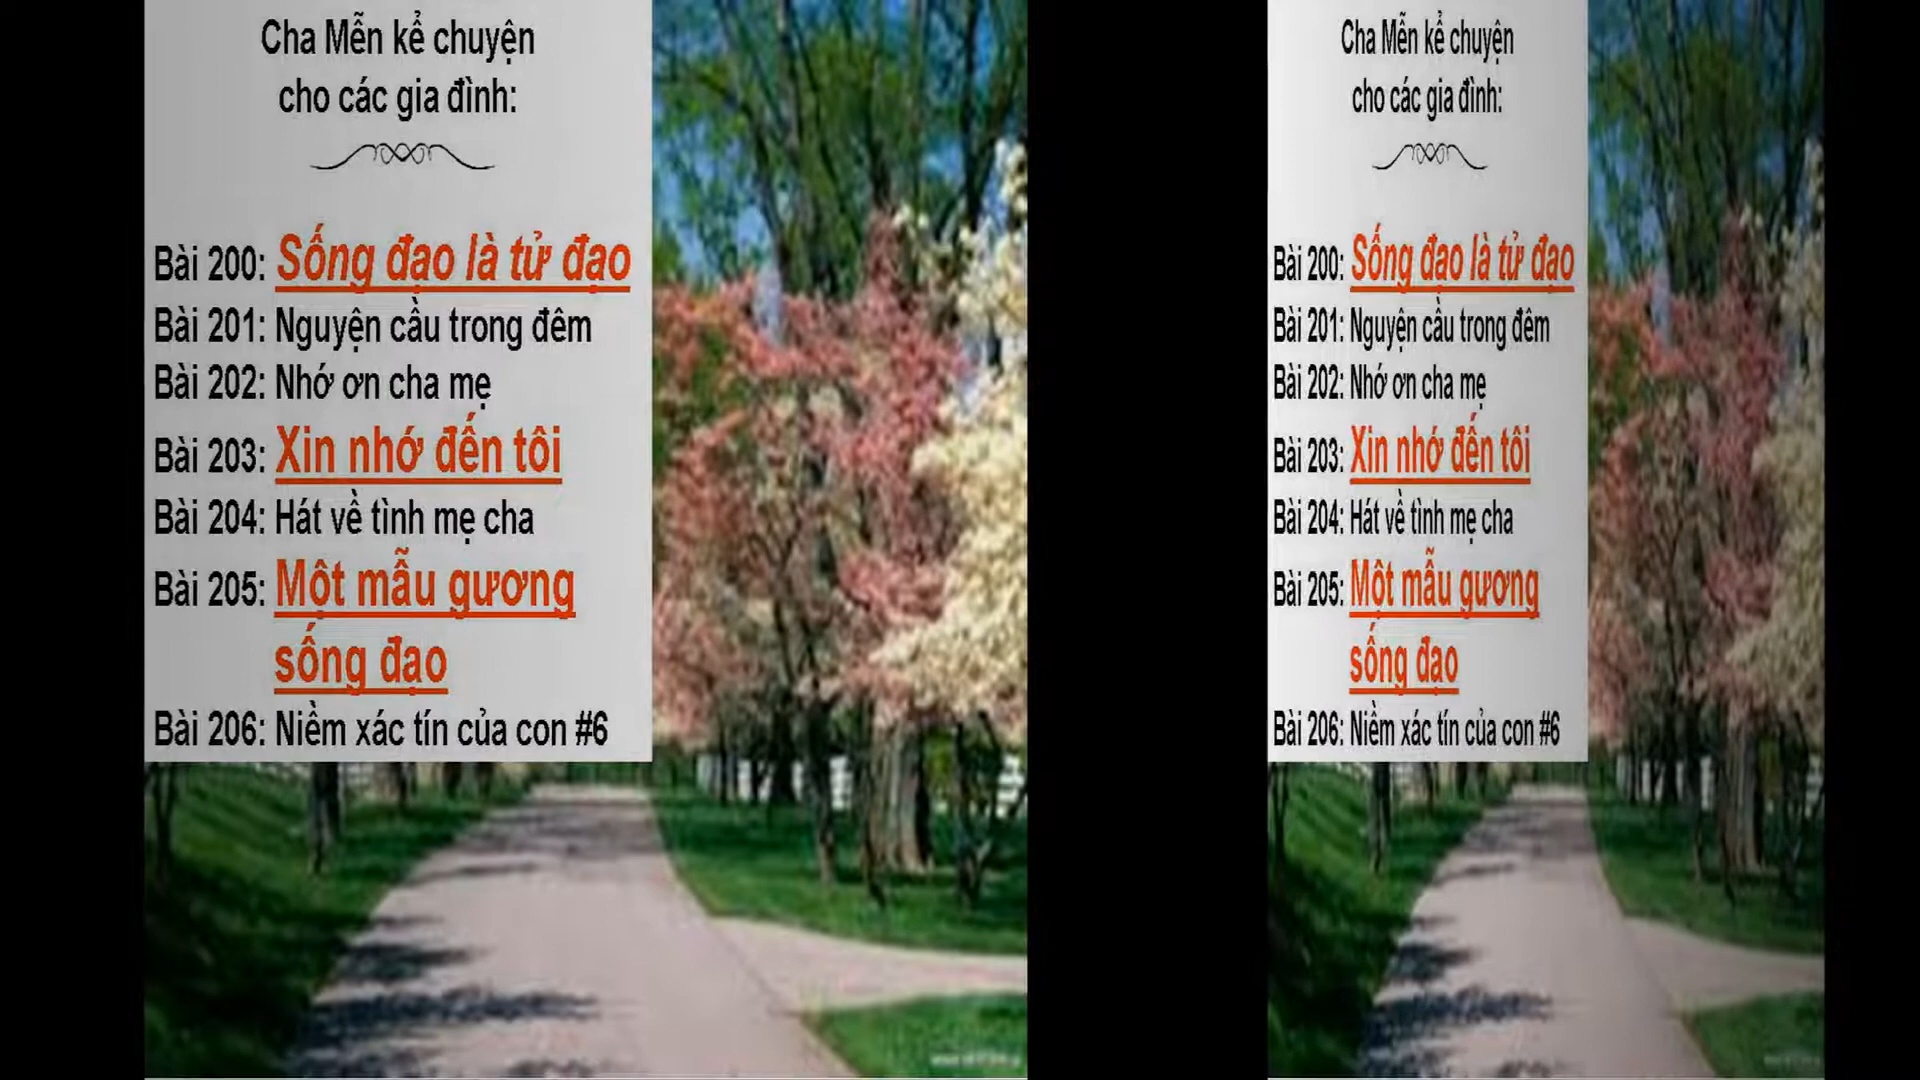 Cha Mễn kể chuyện
cho các gia đình:
Bài 200: Sống đạo là tử đạo
Bài 201: Nguyện cầu trong đêm
Bài 202: Nhớ ơn cha mẹ
Bài 203: Xin nhớ đến tôi
Bài 204: Hát về tình mẹ cha
Bài 205: Một mẫu gương
sống đạo
Bài 206: Niềm xác tín của con #6
Cha Mễn kể chuyện
cho các gia đình:
Bài 200: Sống đạo là tử đạo
Bài 201: Nguyện cầu trong đêm
Bài 202: Nhớ ơn cha mẹ
Bài 203: Xin nhớ đến tôi
Bài 204: Hát về tình mẹ cha
Bài 205: Một mẫu gương
sống đạo
Bài 206: Niềm xác tín của con #6